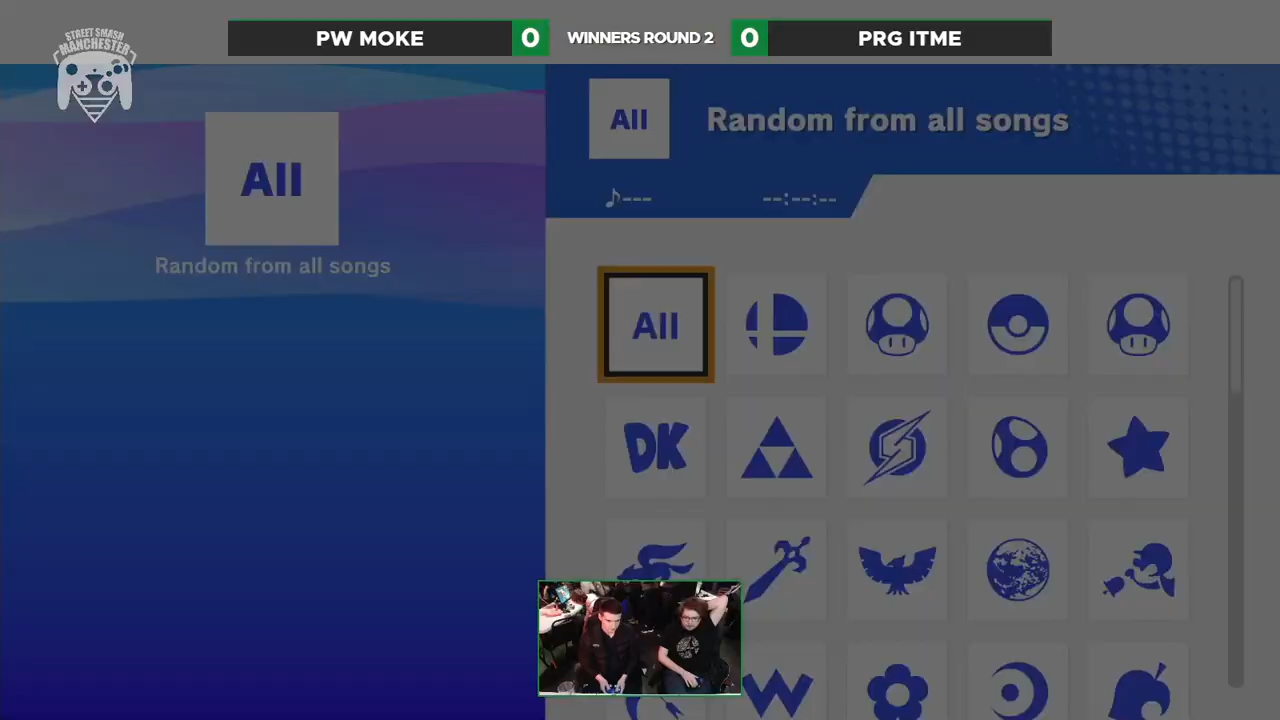 STREET SMASH
MANCHESTER
PW MOKE 0 WINNERS ROUND 2 0 PRG ITME
All
Random from all songs
All
Random from all songs
♪--- --:--:--
All
DK
W